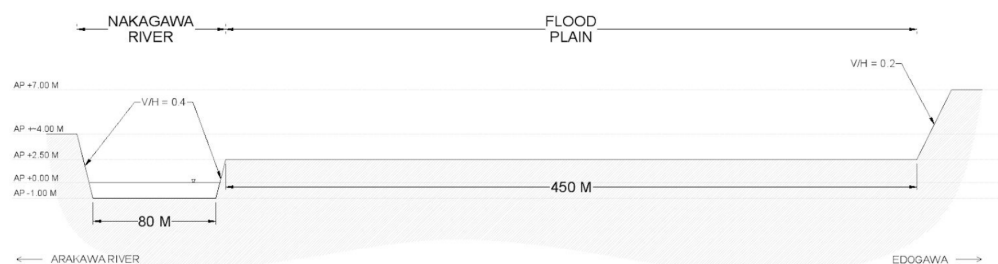 NAKAGAWA
RIVER
FLOOD
PLAIN
V/H = 0.2
AP +7.00 M
V/H = 0.4
AP +-4.00 M
AP +2.50 M
AP +0.00 M
AP -1.00 M
450 M
80 M
ARAKAWA RIVER
EDOGAWA